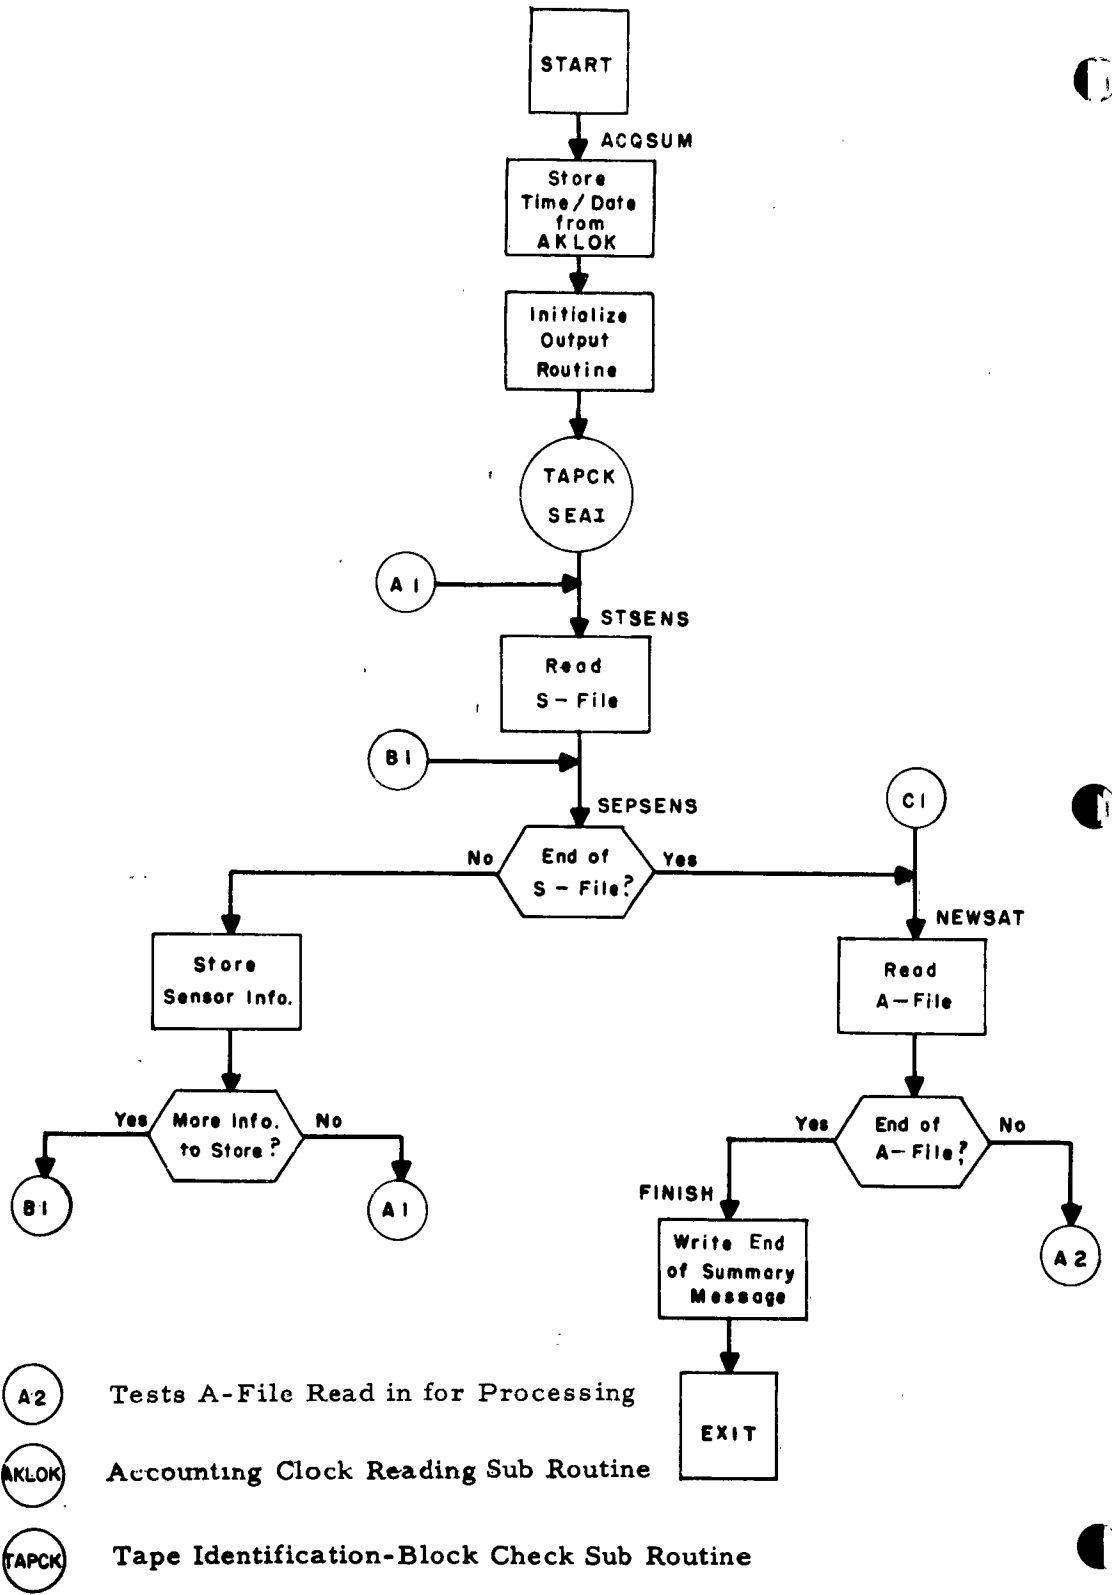 START
ACQSUM
Store
Time/Date
from
AKLOK
Initialize
Output
Routine
TAPCK
SEAI
A1
STSENS
Read
S-File
B1
SEPSENS
C1
No
End of
S-File?
Yes
NEWSAT
Store
Sensor Info.
Read
A-File
Yes
More Info.
to Store?
No
Yes
End of
A-File?
No
B1
A1
FINISH
Write End
of Summary
Message
A2
EXIT
A2 Tests A-File Read in for Processing
AKLOK Accounting Clock Reading Sub Routine
TAPCK Tape Identification-Block Check Sub Routine